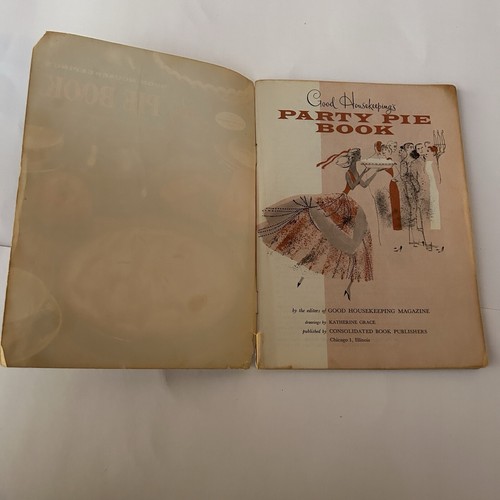 Good Housekeeping's
PARTY PIE
BOOK
by the editors of GOOD HOUSEKEEPING MAGAZINE
drawings by KATHERINE GRACE
published by CONSOLIDATED BOOK PUBLISHERS
Chicago 1, Illinois